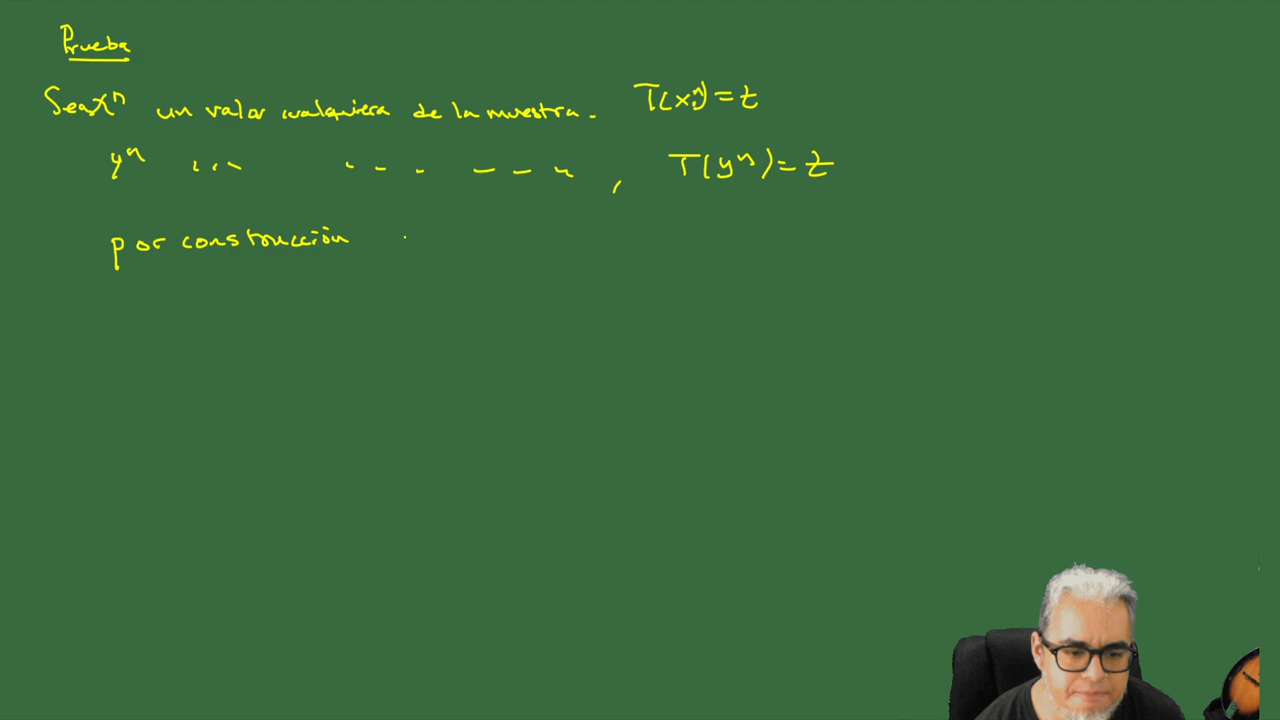 Prueba
Sea xⁿ un valor cualquiera de la muestra. T(xⁿ) = t
yⁿ ... ... ... , T(yⁿ) = t
por construcción